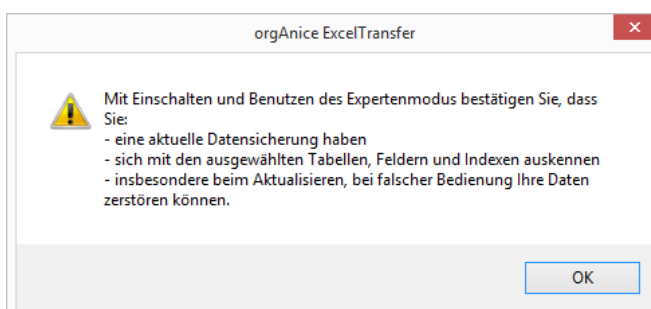 orgAnice ExcelTransfer
Mit Einschalten und Benutzen des Expertenmodus bestätigen Sie, dass
Sie:
- eine aktuelle Datensicherung haben
- sich mit den ausgewählten Tabellen, Feldern und Indexen auskennen
- insbesondere beim Aktualisieren, bei falscher Bedienung Ihre Daten
zerstören können.
OK